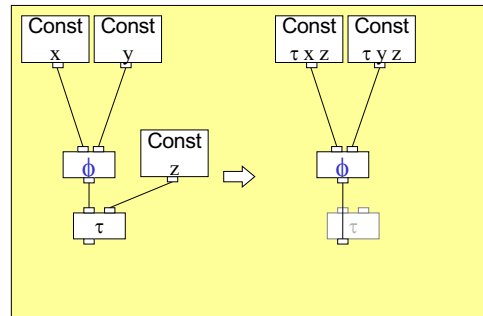 Const
x
Const
y
Const
τ x z
Const
τ y z
ϕ
Const
z
ϕ
τ
τ